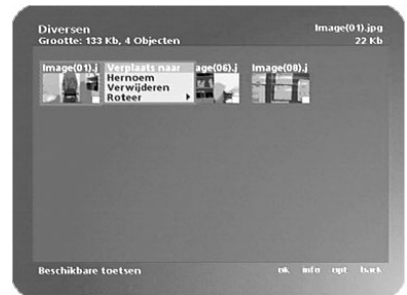 Diversen
Image(01).jpg
Grootte: 133 Kb, 4 Objecten
22 Kb
Image(01).j
Verplaats naar
age(06).j
Image(08).j
Hernoem
Verwijderen
Roteer
Beschikbare toetsen
ok info opt back